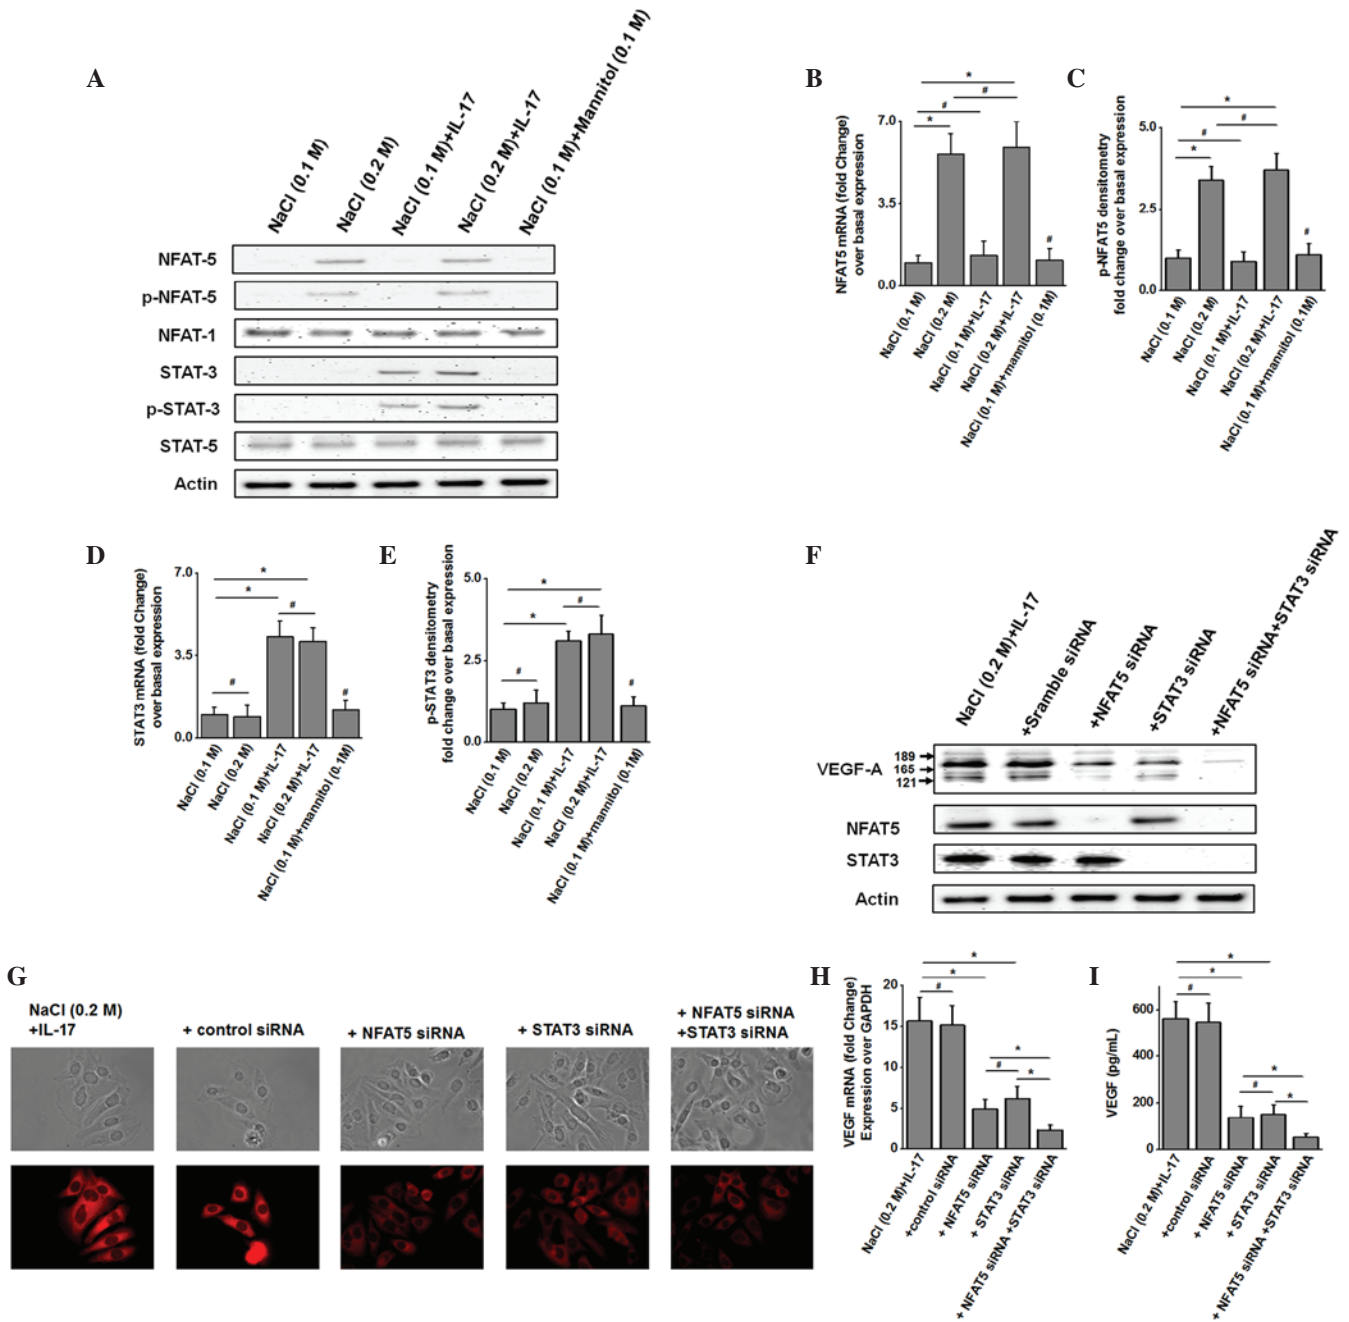 A
NaCl (0.1 M)
NaCl (0.2 M)
NaCl (0.1 M)+IL-17
NaCl (0.2 M)+IL-17
NaCl (0.1 M)+Mannitol (0.1 M)
NFAT-5
p-NFAT-5
NFAT-1
STAT-3
p-STAT-3
STAT-5
Actin
B
NFAT5 mRNA (fold Change)
over basal expression
7.0
3.5
0.0
*
#
#
*
#
NaCl (0.1 M)
NaCl (0.2 M)
NaCl (0.1 M)+IL-17
NaCl (0.2 M)+IL-17
NaCl (0.1 M)+mannitol (0.1M)
C
p-NFAT5 densitometry
fold change over basal expression
5.0
2.5
0.0
*
#
#
*
#
NaCl (0.1 M)
NaCl (0.2 M)
NaCl (0.1 M)+IL-17
NaCl (0.2 M)+IL-17
NaCl (0.1 M)+mannitol (0.1M)
D
STAT3 mRNA (fold Change)
over basal expression
7.0
3.5
0.0
*
*
#
#
#
NaCl (0.1 M)
NaCl (0.2 M)
NaCl (0.1 M)+IL-17
NaCl (0.2 M)+IL-17
NaCl (0.1 M)+mannitol (0.1M)
E
p-STAT3 densitometry
fold change over basal expression
5.0
2.5
0.0
*
#
*
#
#
NaCl (0.1 M)
NaCl (0.2 M)
NaCl (0.1 M)+IL-17
NaCl (0.2 M)+IL-17
NaCl (0.1 M)+mannitol (0.1M)
F
NaCl (0.2 M)+IL-17
+Sramble siRNA
+NFAT5 siRNA
+STAT3 siRNA
+NFAT5 siRNA+STAT3 siRNA
VEGF-A
189
165
121
NFAT5
STAT3
Actin
G
NaCl (0.2 M)
+IL-17
+ control siRNA
+ NFAT5 siRNA
+ STAT3 siRNA
+ NFAT5 siRNA
+STAT3 siRNA
H
VEGF mRNA (fold Change)
Expression over GAPDH
20
15
10
5
0
*
*
#
*
#
*
NaCl (0.2 M)+IL-17
+control siRNA
+ NFAT5 siRNA
+ STAT3 siRNA
+ NFAT5 siRNA +STAT3 siRNA
I
VEGF (pg/mL)
600
400
200
0
*
*
#
*
#
*
NaCl (0.2 M)+IL-17
+control siRNA
+ NFAT5 siRNA
+ STAT3 siRNA
+ NFAT5 siRNA +STAT3 siRNA